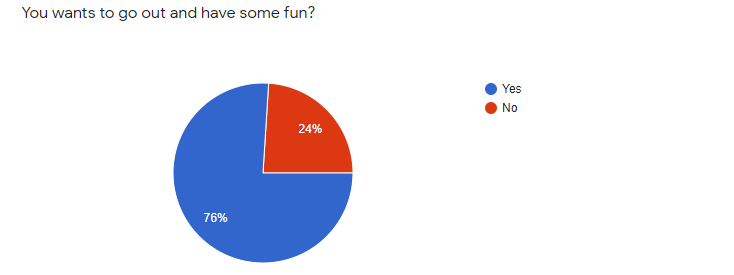 You wants to go out and have some fun?
Yes
No
24%
76%